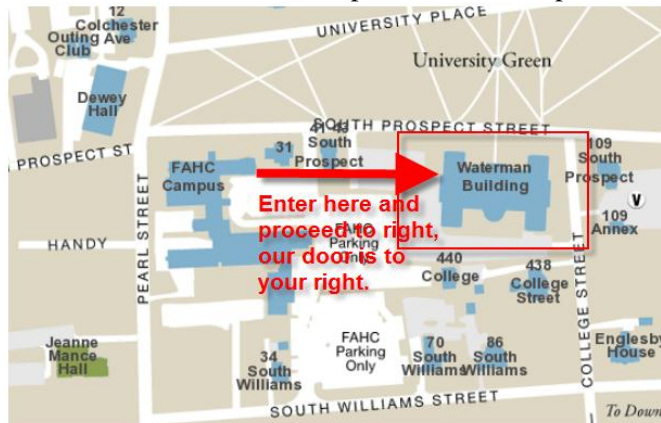 12
Colchester
Ave
Outing
Club
UNIVERSITY PLACE
University Green
Dewey
Hall
SOUTH PROSPECT STREET
PROSPECT ST
31
South
Prospect
FAHC
Campus
Waterman
Building
109
South
Prospect
V
109
Annex
PEARL STREET
HANDY
Enter here and
proceed to right,
our door is to
your right.
FAHC
Parking
Only
440
College
438
College
Street
COLLEGE STREET
Jeanne
Mance
Hall
34
South
Williams
FAHC
Parking
Only
70
South
Williams
86
South
Williams
Englesby
House
SOUTH WILLIAMS STREET
To Down